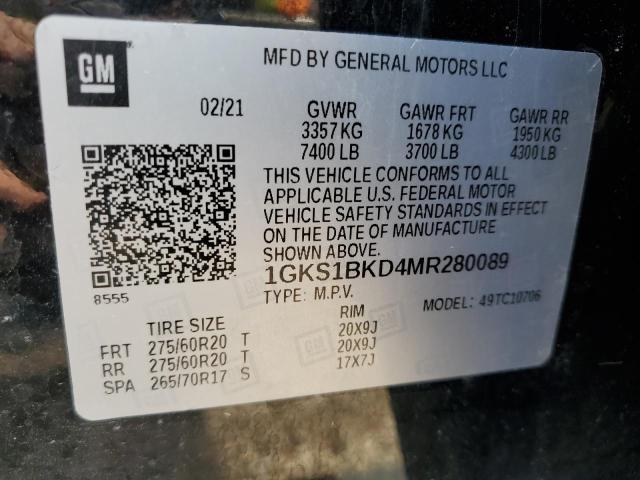 GM
MFD BY GENERAL MOTORS LLC
02/21 GVWR GAWR FRT GAWR RR
3357 KG 1678 KG 1950 KG
7400 LB 3700 LB 4300 LB
THIS VEHICLE CONFORMS TO ALL
APPLICABLE U.S. FEDERAL MOTOR
VEHICLE SAFETY STANDARDS IN EFFECT
ON THE DATE OF MANUFACTURE
SHOWN ABOVE.
1GKS1BKD4MR280089
8555
TYPE: M.P.V. MODEL: 49TC10706
TIRE SIZE RIM
FRT 275/60R20 T 20X9J
RR 275/60R20 T 20X9J
SPA 265/70R17 S 17X7J